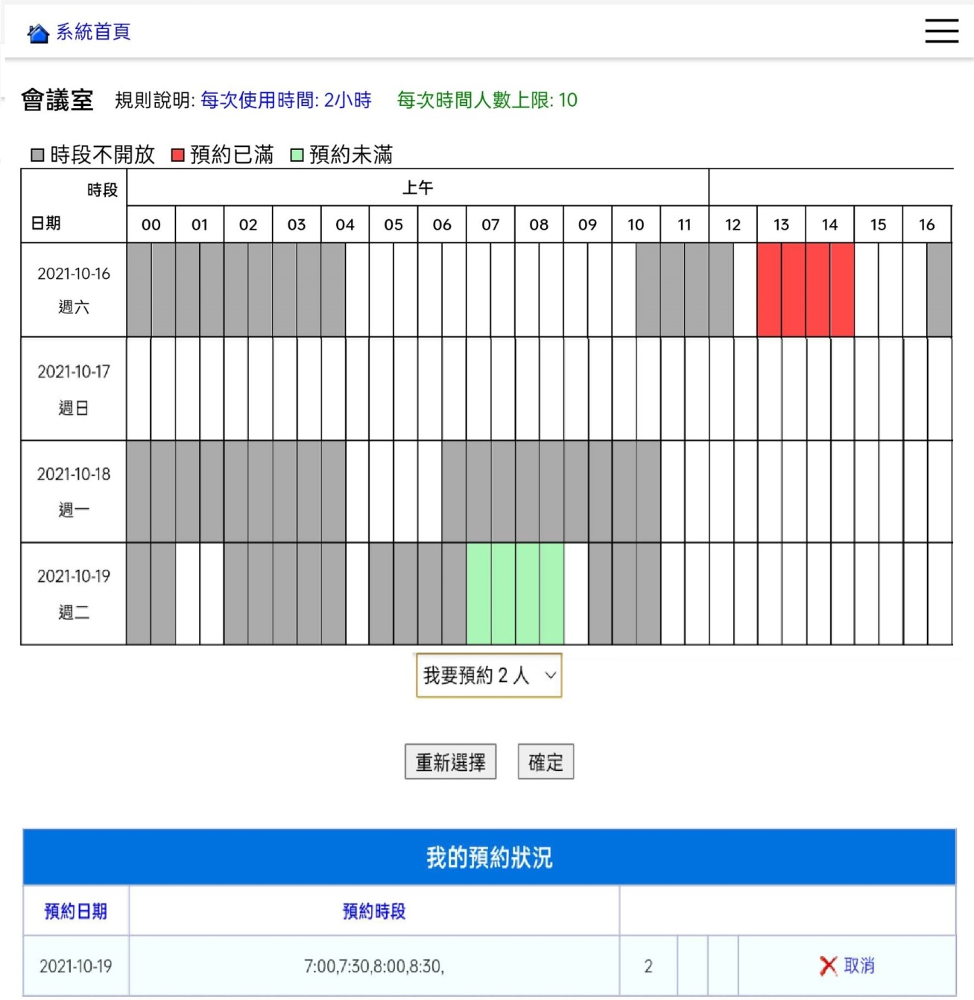 系統首頁
會議室 規則說明: 每次使用時間: 2小時 每次時間人數上限: 10
時段不開放 預約已滿 預約未滿
時段 上午
日期 00 01 02 03 04 05 06 07 08 09 10 11 12 13 14 15 16
2021-10-16
週六
2021-10-17
週日
2021-10-18
週一
2021-10-19
週二
我要預約 2 人
重新選擇 確定
我的預約狀況
預約日期 預約時段
2021-10-19 7:00,7:30,8:00,8:30, 2 取消